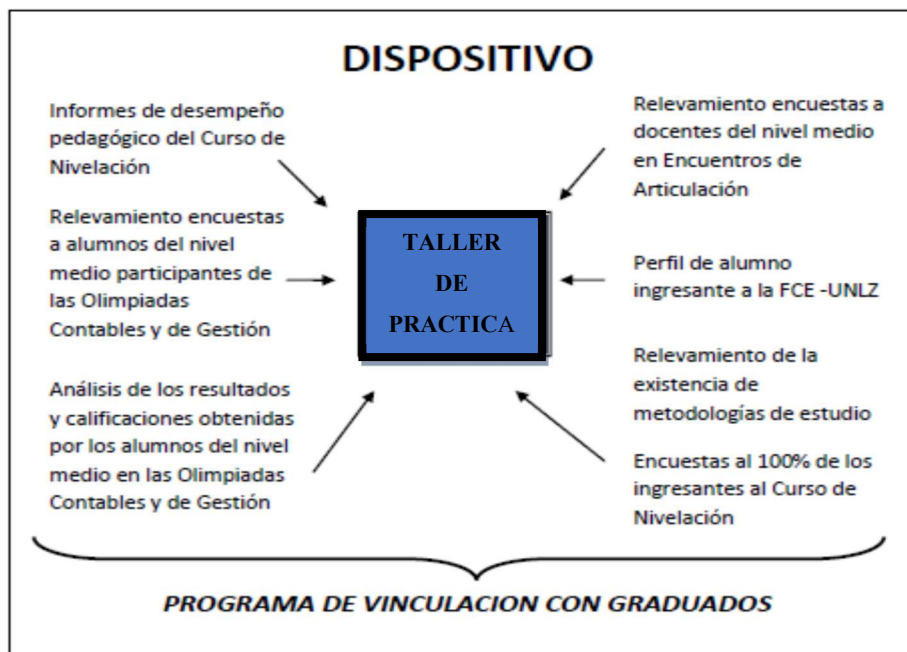 DISPOSITIVO
Informes de desempeño
pedagógico del Curso de
Nivelación
Relevamiento encuestas
a alumnos del nivel
medio participantes de
las Olimpiadas
Contables y de Gestión
Análisis de los resultados
y calificaciones obtenidas
por los alumnos del nivel
medio en las Olimpiadas
Contables y de Gestión
TALLER
DE
PRACTICA
Relevamiento encuestas a
docentes del nivel medio
en Encuentros de
Articulación
Perfil de alumno
ingresante a la FCE -UNLZ
Relevamiento de la
existencia de
metodologías de estudio
Encuestas al 100% de los
ingresantes al Curso de
Nivelación
PROGRAMA DE VINCULACION CON GRADUADOS